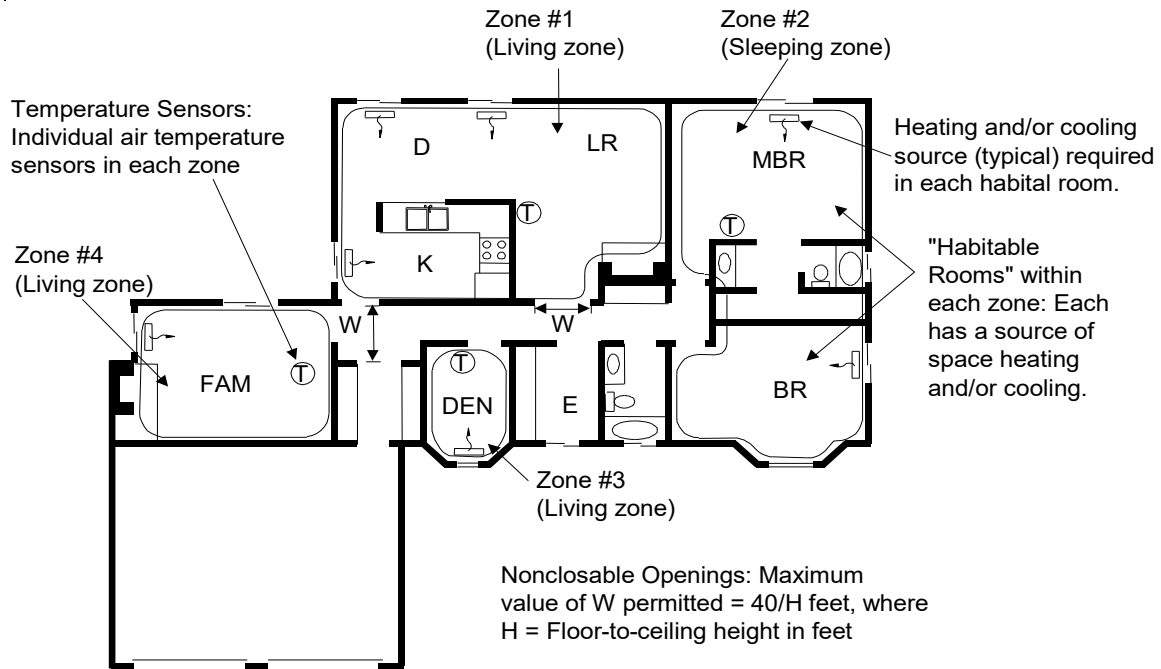 Zone #1
(Living zone)
Zone #2
(Sleeping zone)
Temperature Sensors:
Individual air temperature
sensors in each zone
Heating and/or cooling
source (typical) required
in each habital room.
D
LR
MBR
T
T
K
Zone #4
(Living zone)
"Habitable
Rooms" within
each zone: Each
has a source of
space heating
and/or cooling.
W
W
T
T
FAM
DEN
E
BR
Zone #3
(Living zone)
Nonclosable Openings: Maximum
value of W permitted = 40/H feet, where
H = Floor-to-ceiling height in feet